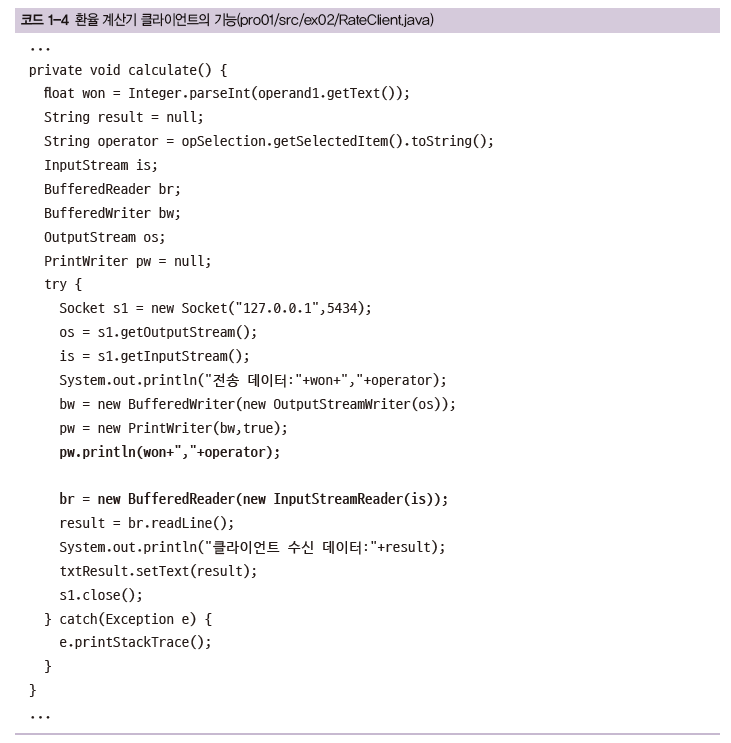 코드 1-4 환율 계산기 클라이언트의 기능(pro01/src/ex02/RateClient.java)
...
private void calculate() {
  float won = Integer.parseInt(operand1.getText());
  String result = null;
  String operator = opSelection.getSelectedItem().toString();
  InputStream is;
  BufferedReader br;
  BufferedWriter bw;
  OutputStream os;
  PrintWriter pw = null;
  try {
    Socket s1 = new Socket("127.0.0.1",5434);
    os = s1.getOutputStream();
    is = s1.getInputStream();
    System.out.println("전송 데이터:"+won+","+operator);
    bw = new BufferedWriter(new OutputStreamWriter(os));
    pw = new PrintWriter(bw,true);
    pw.println(won+","+operator);

    br = new BufferedReader(new InputStreamReader(is));
    result = br.readLine();
    System.out.println("클라이언트 수신 데이터:"+result);
    txtResult.setText(result);
    s1.close();
  } catch(Exception e) {
    e.printStackTrace();
  }
}
...